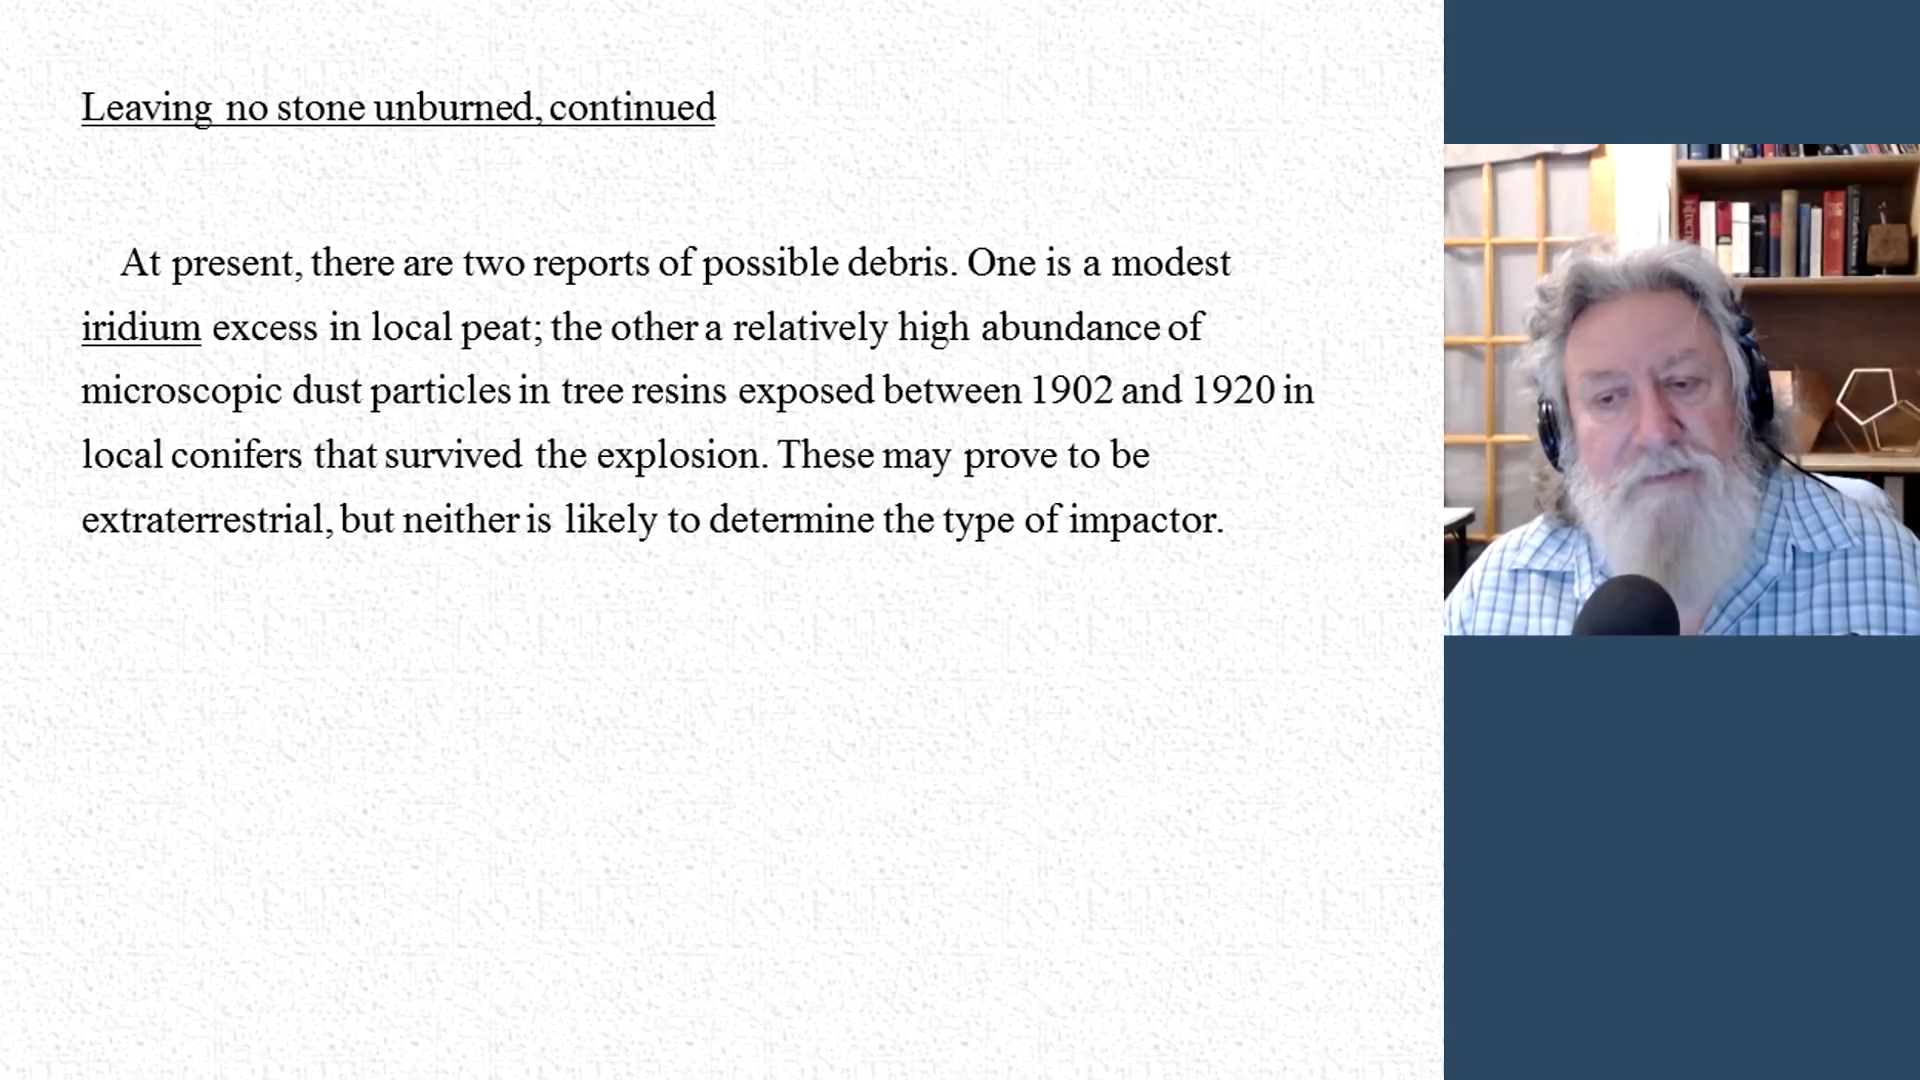 Leaving no stone unburned, continued
At present, there are two reports of possible debris. One is a modest
iridium excess in local peat; the other a relatively high abundance of
microscopic dust particles in tree resins exposed between 1902 and 1920 in
local conifers that survived the explosion. These may prove to be
extraterrestrial, but neither is likely to determine the type of impactor.